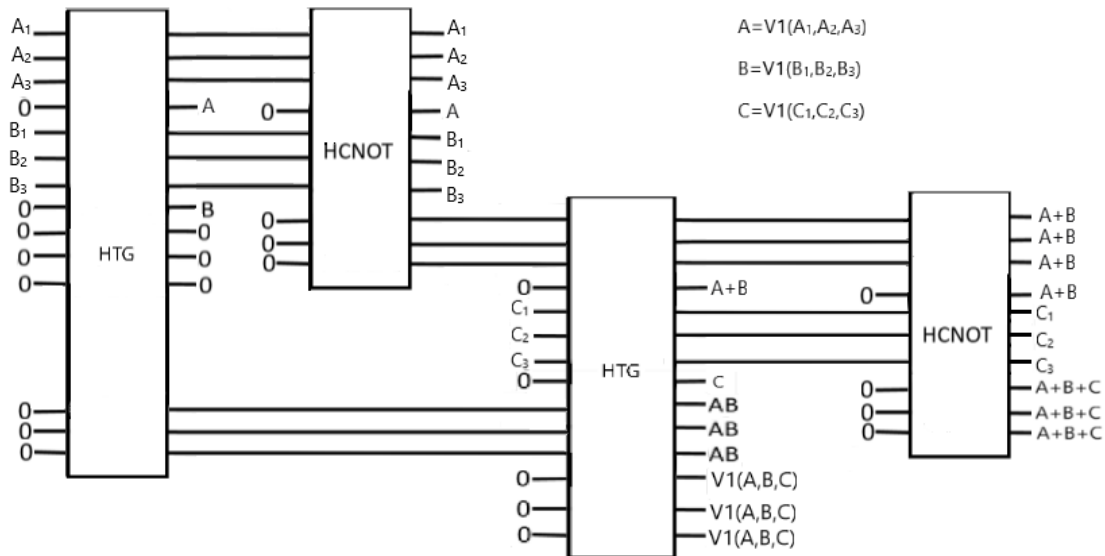 A₁
A₂
A₃
0
B₁
B₂
B₃
0
0
0
0
0
0
0
HTG
A
B
0
0
0
0
0
0
0
HCNOT
A₁
A₂
A₃
A
B₁
B₂
B₃
A=V1(A₁,A₂,A₃)
B=V1(B₁,B₂,B₃)
C=V1(C₁,C₂,C₃)
0
C₁
C₂
C₃
0
0
0
0
HTG
A+B
C
AB
AB
AB
V1(A,B,C)
V1(A,B,C)
V1(A,B,C)
0
0
0
0
HCNOT
A+B
A+B
A+B
A+B
C₁
C₂
C₃
A+B+C
A+B+C
A+B+C